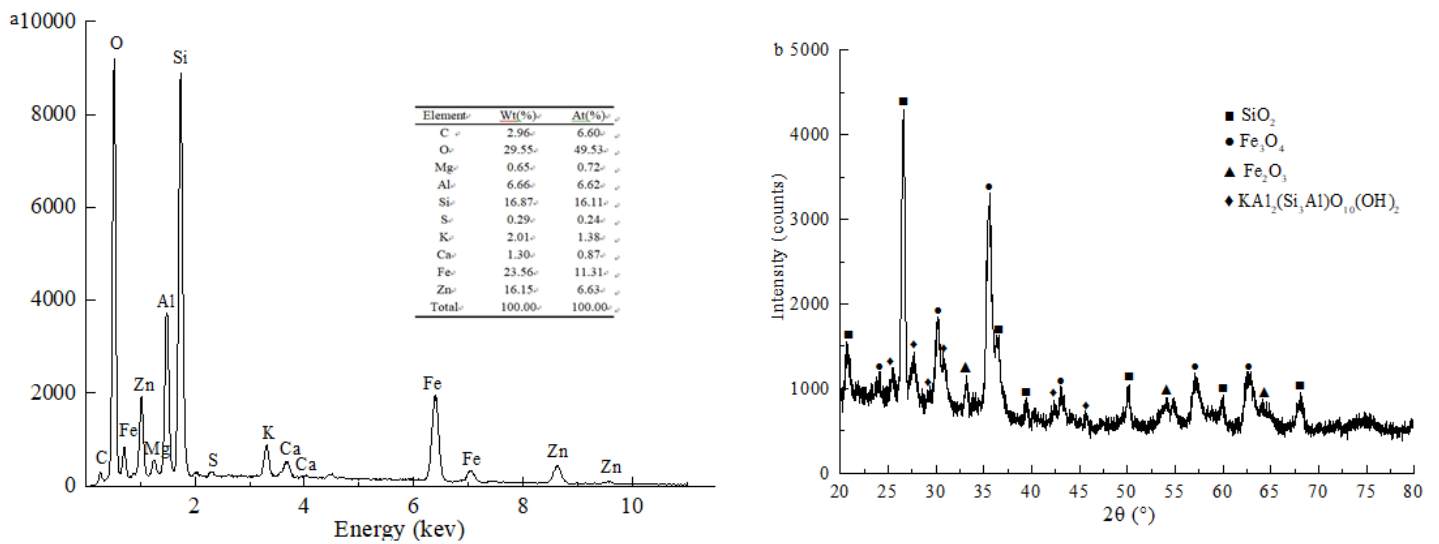 a10000
8000
6000
4000
2000
0
O
Si
Al
Zn
Fe
C
Mg
S
K
Ca
Ca
Fe
Fe
Zn
Zn
2 4 6 8 10
Energy (kev)
Element Wt(%) At(%)
C 2.96 6.60
O 29.55 49.53
Mg 0.65 0.72
Al 6.66 6.62
Si 16.87 16.11
S 0.29 0.24
K 2.01 1.38
Ca 1.30 0.87
Fe 23.56 11.31
Zn 16.15 6.63
Total 100.00 100.00
b 5000
4000
3000
2000
1000
0
Intensity (counts)
■ SiO₂
● Fe₃O₄
▲ Fe₂O₃
♦ KAl₂(Si₃Al)O₁₀(OH)₂
20 25 30 35 40 45 50 55 60 65 70 75 80
2θ (°)